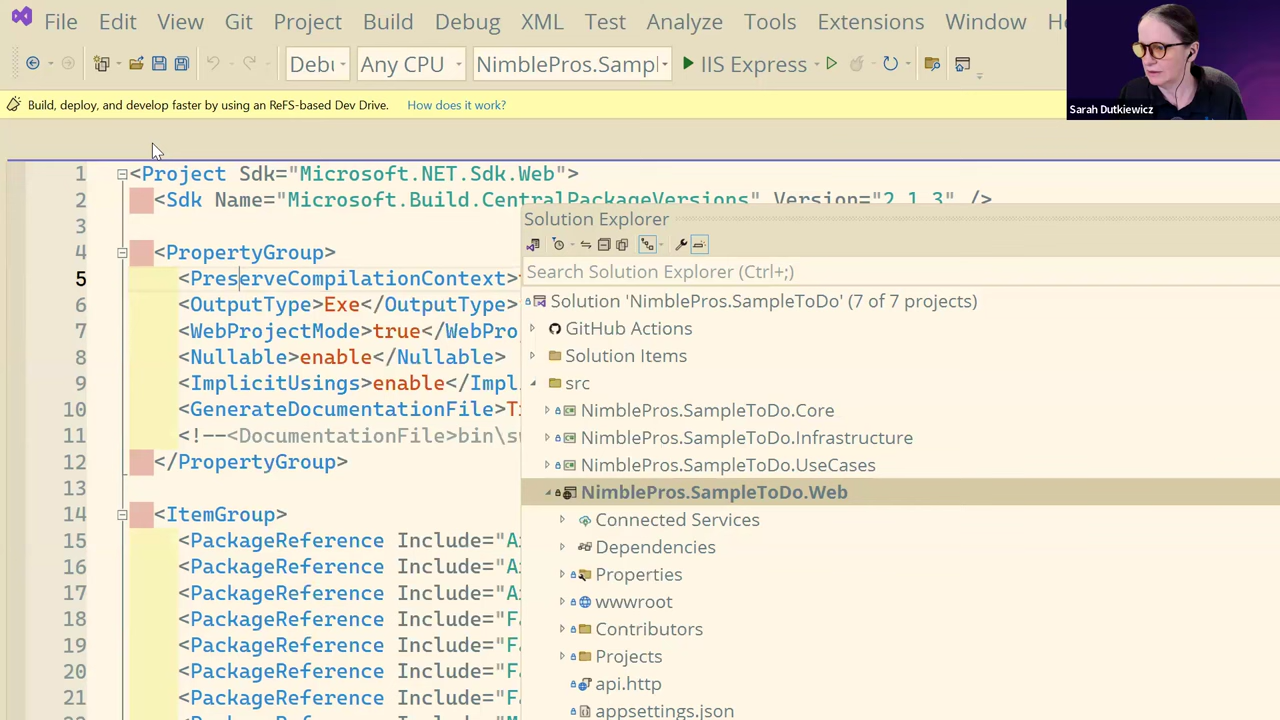 File Edit View Git Project Build Debug XML Test Analyze Tools Extensions Window
Debu Any CPU NimblePros.Sampl IIS Express
Sarah Dutkiewicz
Build, deploy, and develop faster by using an ReFS-based Dev Drive. How does it work?
1 <Project Sdk="Microsoft.NET.Sdk.Web">
2 <Sdk Name="Microsoft.Build.CentralPackageVersions" Version="2.1.3" />
3
4 <PropertyGroup>
5 <PreserveCompilationContext>
6 <OutputType>Exe</OutputType>
7 <WebProjectMode>true</WebPro
8 <Nullable>enable</Nullable>
9 <ImplicitUsings>enable</Impl
10 <GenerateDocumentationFile>T
11 <!--<DocumentationFile>bin\sw
12 </PropertyGroup>
13
14 <ItemGroup>
15 <PackageReference Include="A
16 <PackageReference Include="A
17 <PackageReference Include="A
18 <PackageReference Include="F
19 <PackageReference Include="F
20 <PackageReference Include="F
21 <PackageReference Include="F
Solution Explorer
Search Solution Explorer (Ctrl+;)
Solution 'NimblePros.SampleToDo' (7 of 7 projects)
GitHub Actions
Solution Items
src
NimblePros.SampleToDo.Core
NimblePros.SampleToDo.Infrastructure
NimblePros.SampleToDo.UseCases
NimblePros.SampleToDo.Web
Connected Services
Dependencies
Properties
wwwroot
Contributors
Projects
api.http
appsettings.json